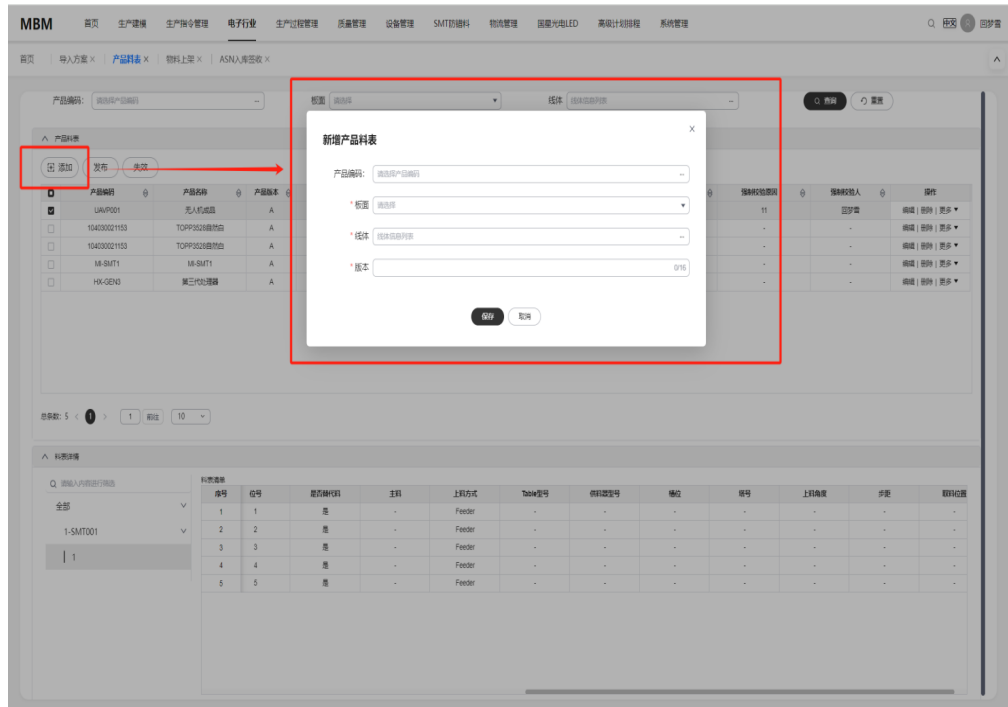 MBM 首页 生产建模 生产指令管理 电子行业 生产过程管理 质量管理 设备管理 SMT防错料 物流管理 国星光电LED 高级计划排程 系统管理 中文 回梦雪
首页 导入方案 × 产品料表 × 物料上架 × ASN入库签收 ×
产品编码: 请选择产品编码 板面 请选择 线体 线体信息列表 查询 重置
产品料表
添加 发布 失效
产品编码 产品名称 产品版本 强制校验原因 强制校验人 操作
UAVP001 无人机成品 A 11 回梦雪 编辑 | 删除 | 更多
104030021153 TOPP3528自然白 A - - 编辑 | 删除 | 更多
104030021153 TOPP3528自然白 A - - 编辑 | 删除 | 更多
MI-SMT1 MI-SMT1 A - - 编辑 | 删除 | 更多
HX-GEN3 第三代处理器 A - - 编辑 | 删除 | 更多
新增产品料表 X
产品编码: 请选择产品编码
* 板面 请选择
* 线体 线体信息列表
* 版本 0/16
保存 取消
总条数: 5 < 1 > 1 前往 10
料表详情
请输入内容进行筛选
全部
1-SMT001
1
料表清单
序号 位号 是否替代料 主料 上料方式 Table型号 供料器型号 槽位 站号 上料角度 步距 取料位置
1 1 是 - Feeder - - - - - - -
2 2 是 - Feeder - - - - - - -
3 3 是 - Feeder - - - - - - -
4 4 是 - Feeder - - - - - - -
5 5 是 - Feeder - - - - - - -